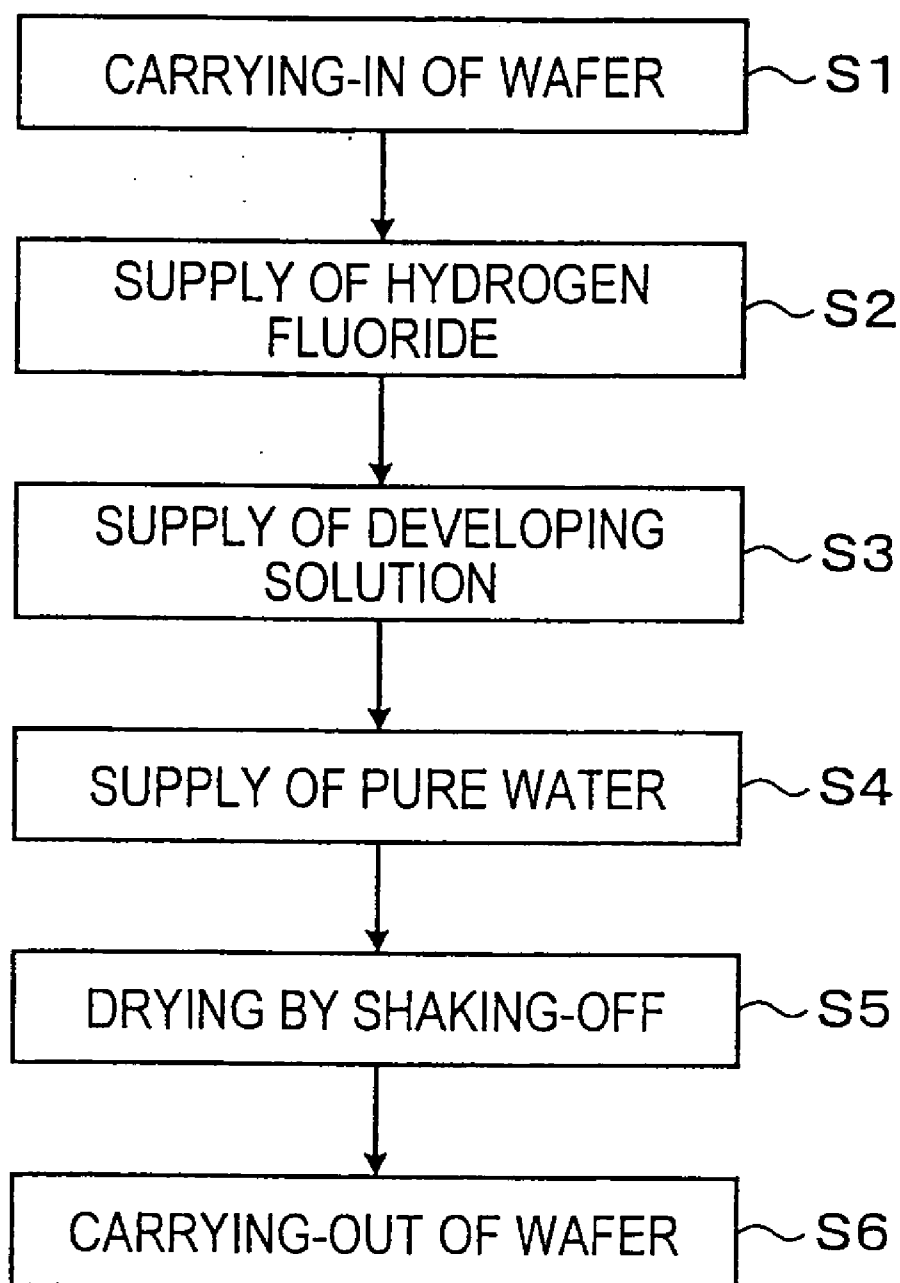 CARRYING-IN OF WAFER
S1
SUPPLY OF HYDROGEN
FLUORIDE
S2
SUPPLY OF DEVELOPING
SOLUTION
S3
SUPPLY OF PURE WATER
S4
DRYING BY SHAKING-OFF
S5
CARRYING-OUT OF WAFER
S6